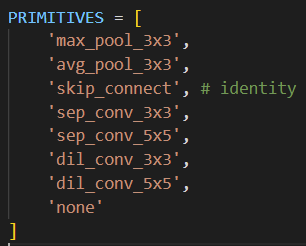 PRIMITIVES = [
    'max_pool_3x3',
    'avg_pool_3x3',
    'skip_connect', # identity
    'sep_conv_3x3',
    'sep_conv_5x5',
    'dil_conv_3x3',
    'dil_conv_5x5',
    'none'
]